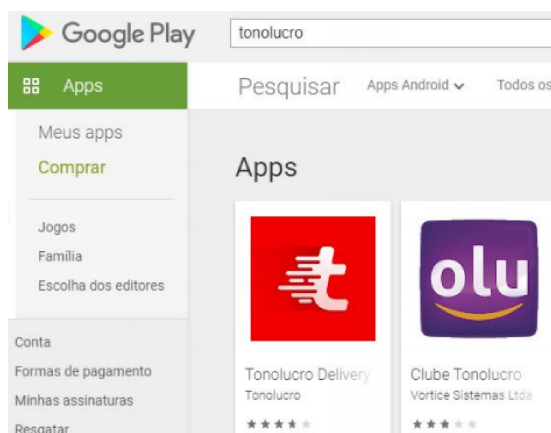 Google Play
tonolucro
Apps
Pesquisar
Apps Android
Todos os
Meus apps
Comprar
Jogos
Família
Escolha dos editores
Conta
Formas de pagamento
Minhas assinaturas
Resgatar
Apps
t
Tonolucro Delivery
Tonolucro
olu
Clube Tonolucro
Vortice Sistemas Ltda